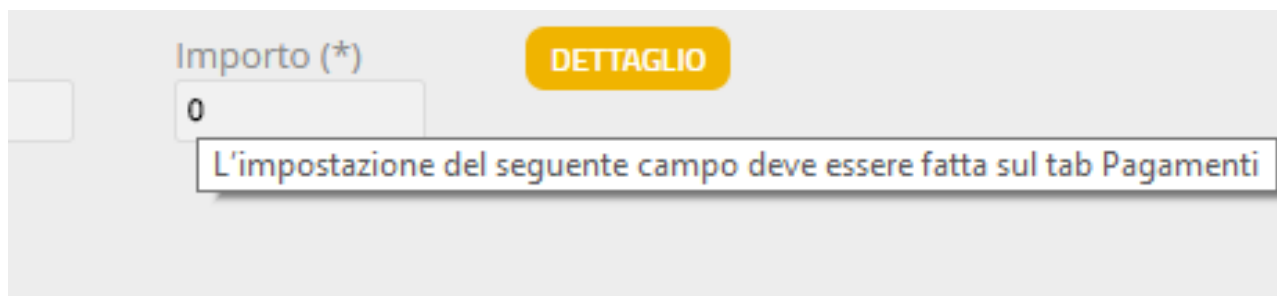 Importo (*)
DETTAGLIO
0
L'impostazione del seguente campo deve essere fatta sul tab Pagamenti